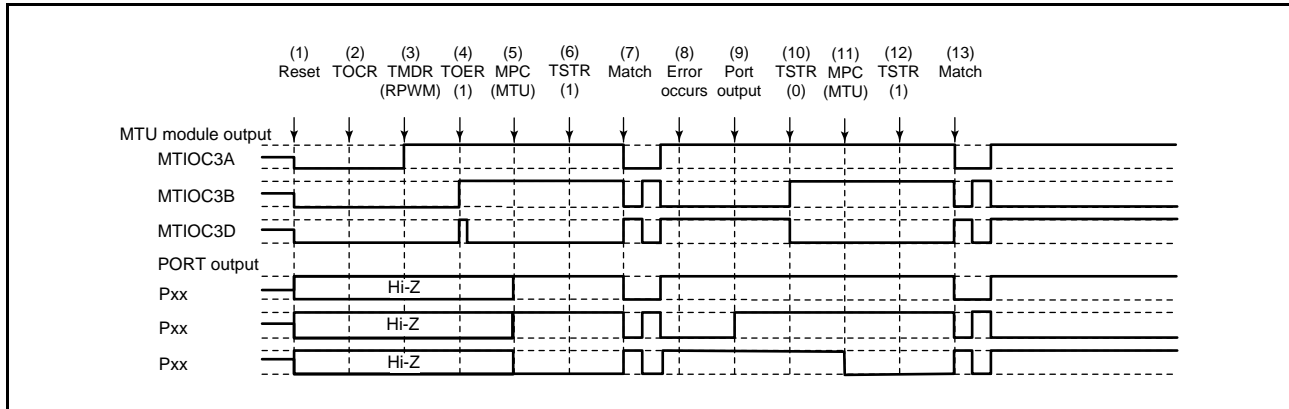 (1) (2) (3) (4) (5) (6) (7) (8) (9) (10) (11) (12) (13)
Reset TOCR TMDR TOER MPC TSTR Match Error Port TSTR MPC TSTR Match
(RPWM) (1) (MTU) (1) occurs output (0) (MTU) (1)
MTU module output
MTIOC3A
MTIOC3B
MTIOC3D
PORT output
Pxx Hi-Z
Pxx Hi-Z
Pxx Hi-Z